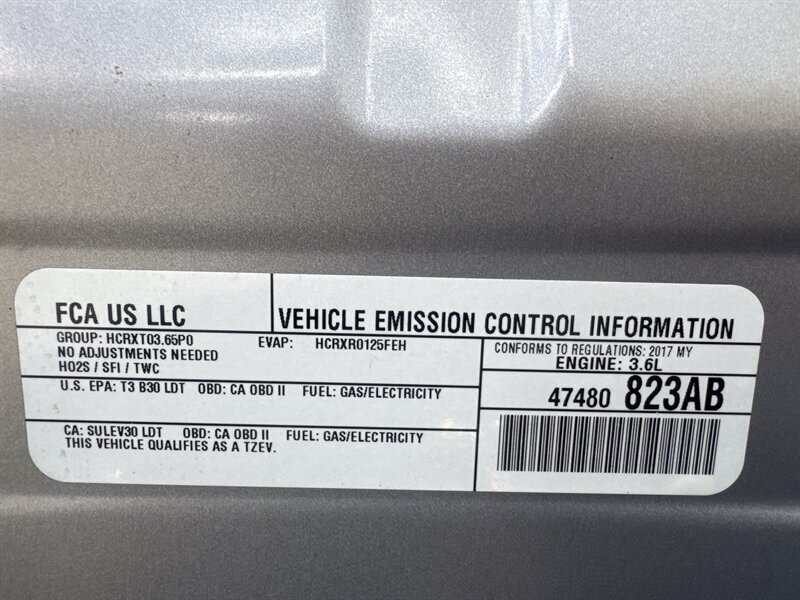 FCA US LLC
VEHICLE EMISSION CONTROL INFORMATION
GROUP: HCRXT03.65P0 EVAP: HCRXR0125FEH
NO ADJUSTMENTS NEEDED
HO2S / SFI / TWC
CONFORMS TO REGULATIONS: 2017 MY
ENGINE: 3.6L
U.S. EPA: T3 B30 LDT OBD: CA OBD II FUEL: GAS/ELECTRICITY
47480 823AB
CA: SULEV30 LDT OBD: CA OBD II FUEL: GAS/ELECTRICITY
THIS VEHICLE QUALIFIES AS A TZEV.